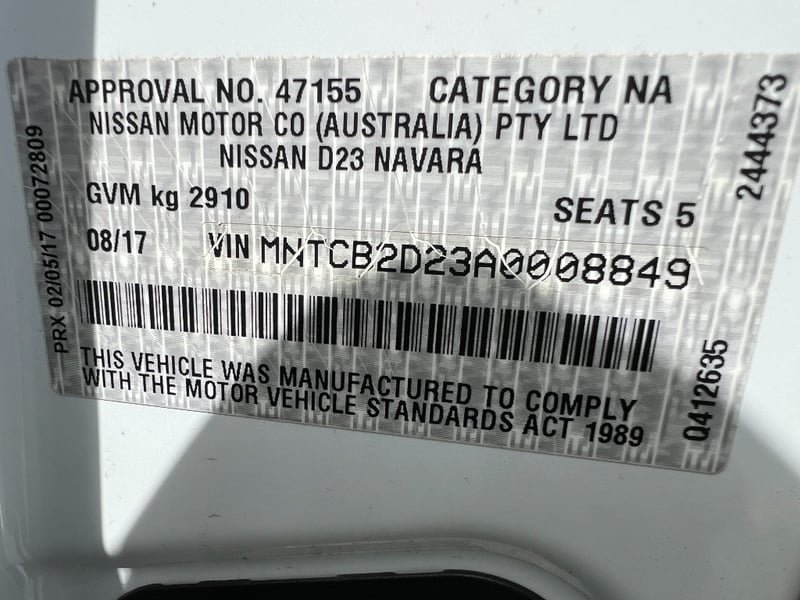 APPROVAL NO. 47155 CATEGORY NA
NISSAN MOTOR CO (AUSTRALIA) PTY LTD
NISSAN D23 NAVARA
GVM kg 2910
SEATS 5
08/17 VIN MNTCB2D23A0008849
THIS VEHICLE WAS MANUFACTURED TO COMPLY
WITH THE MOTOR VEHICLE STANDARDS ACT 1989
PRX 02/05/17 00072809
2444373
Q412635